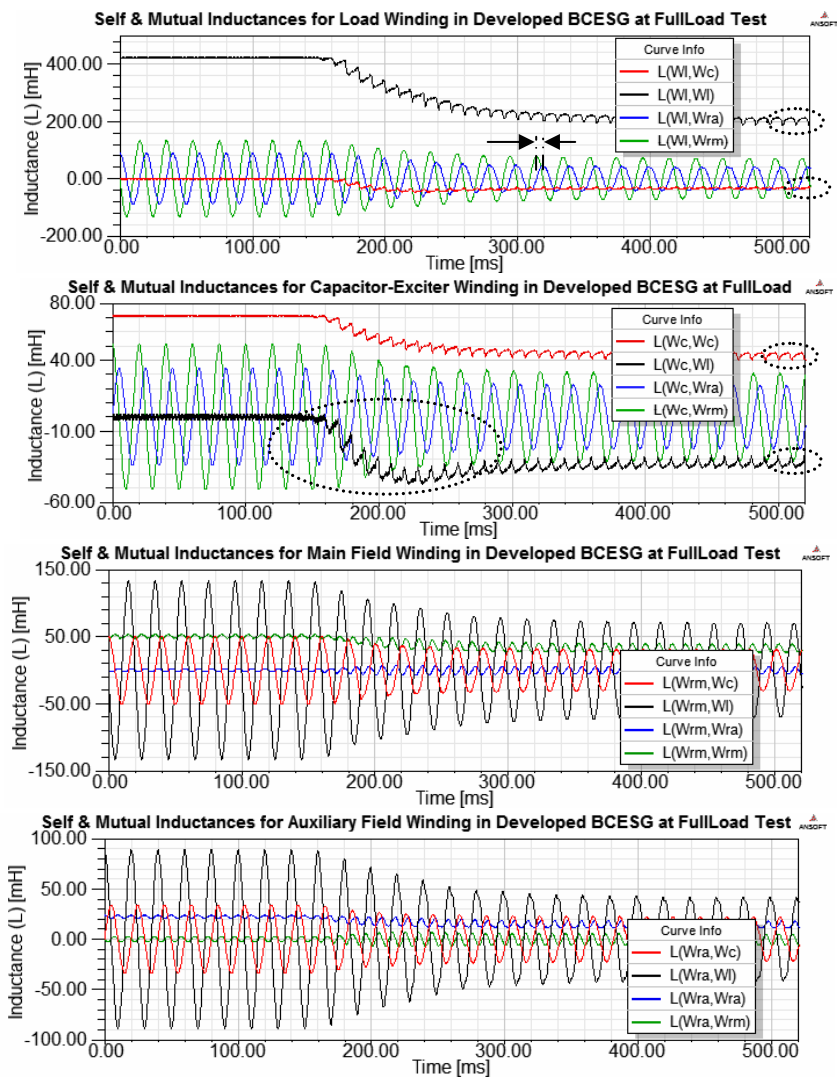 Self & Mutual Inductances for Load Winding in Developed BCESG at FullLoad Test
ANSOFT
Inductance (L) [mH]
400.00
200.00
0.00
-200.00
Curve Info
L(Wl,Wc)
L(Wl,Wl)
L(Wl,Wra)
L(Wl,Wrm)
0.00
100.00
200.00
300.00
400.00
500.00
Time [ms]
Self & Mutual Inductances for Capacitor-Exciter Winding in Developed BCESG at FullLoad
ANSOFT
Inductance (L) [mH]
80.00
40.00
-10.00
-60.00
Curve Info
L(Wc,Wc)
L(Wc,Wl)
L(Wc,Wra)
L(Wc,Wrm)
0.00
100.00
200.00
300.00
400.00
500.00
Time [ms]
Self & Mutual Inductances for Main Field Winding in Developed BCESG at FullLoad Test
ANSOFT
Inductance (L) [mH]
150.00
50.00
-50.00
-150.00
Curve Info
L(Wrm,Wc)
L(Wrm,Wl)
L(Wrm,Wra)
L(Wrm,Wrm)
0.00
100.00
200.00
300.00
400.00
500.00
Time [ms]
Self & Mutual Inductances for Auxiliary Field Winding in Developed BCESG at FullLoad Test
ANSOFT
Inductance (L) [mH]
100.00
50.00
0.00
-50.00
-100.00
Curve Info
L(Wra,Wc)
L(Wra,Wl)
L(Wra,Wra)
L(Wra,Wrm)
0.00
100.00
200.00
300.00
400.00
500.00
Time [ms]